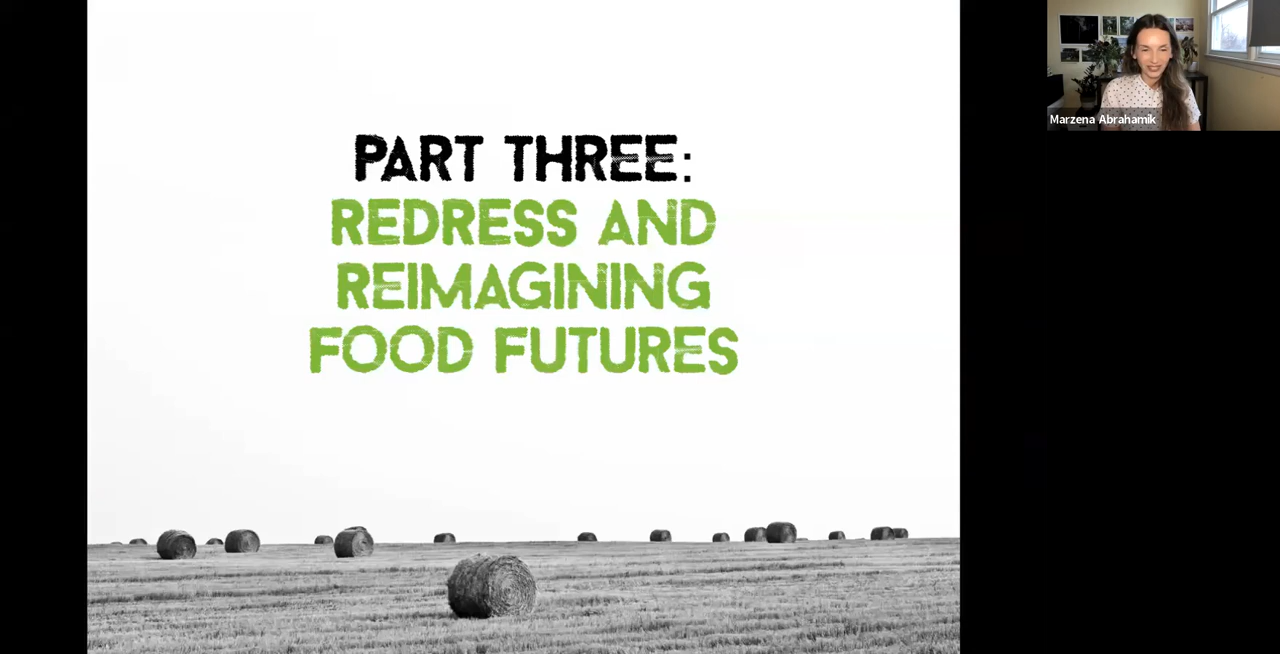 PART THREE:
REDRESS AND
REIMAGINING
FOOD FUTURES
Marzena Abrahamik